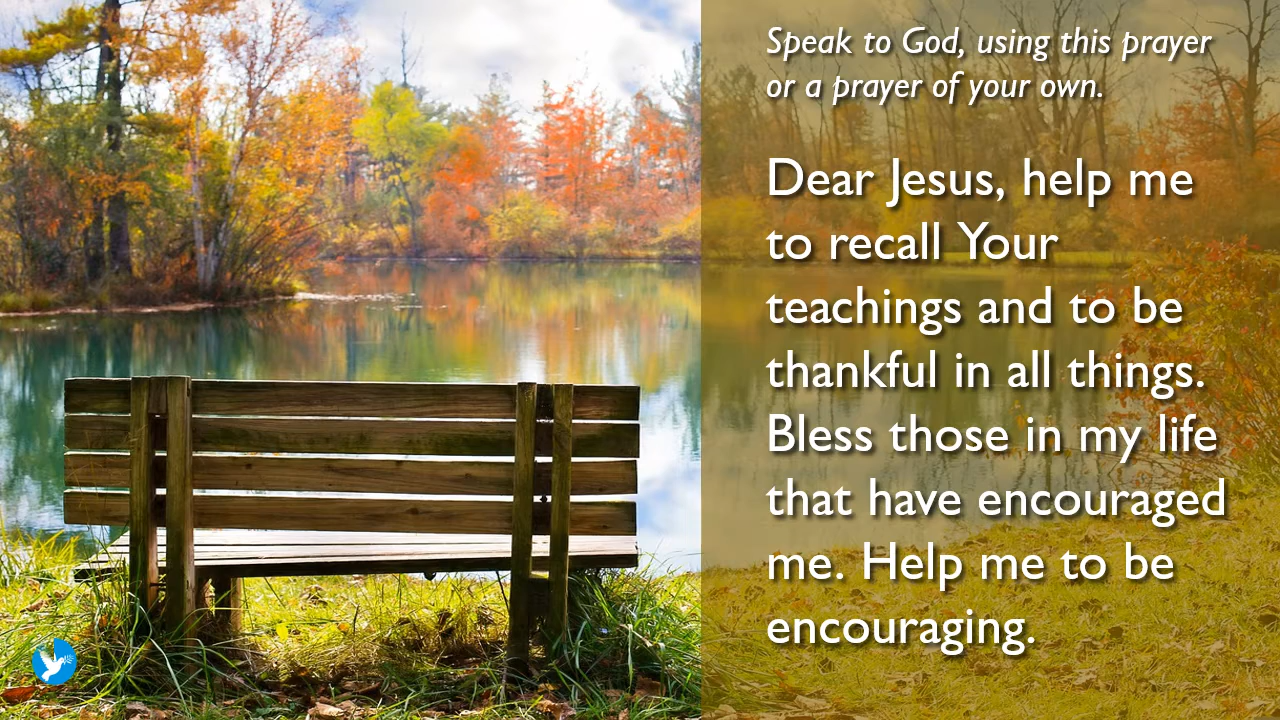 Speak to God, using this prayer
or a prayer of your own.
Dear Jesus, help me
to recall Your
teachings and to be
thankful in all things.
Bless those in my life
that have encouraged
me. Help me to be
encouraging.